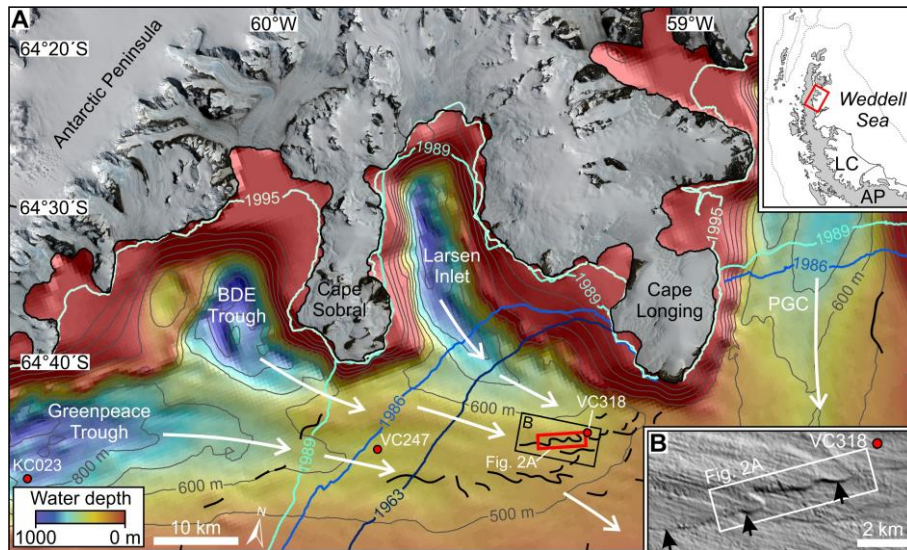 A
60°W
59°W
64°20´S
Antarctic Peninsula
Weddell
Sea
LC
AP
1989
64°30´S
1995
1995
1989
1986
BDE
Trough
Cape
Sobral
Larsen
Inlet
1989
Cape
Longing
PGC
600 m
64°40´S
1986
600 m
VC318
Greenpeace
Trough
1989
VC247
B
Fig. 2A
KC023
800 m
600 m
1963
500 m
Water depth
1000
0 m
10 km
N
B
VC318
Fig. 2A
2 km